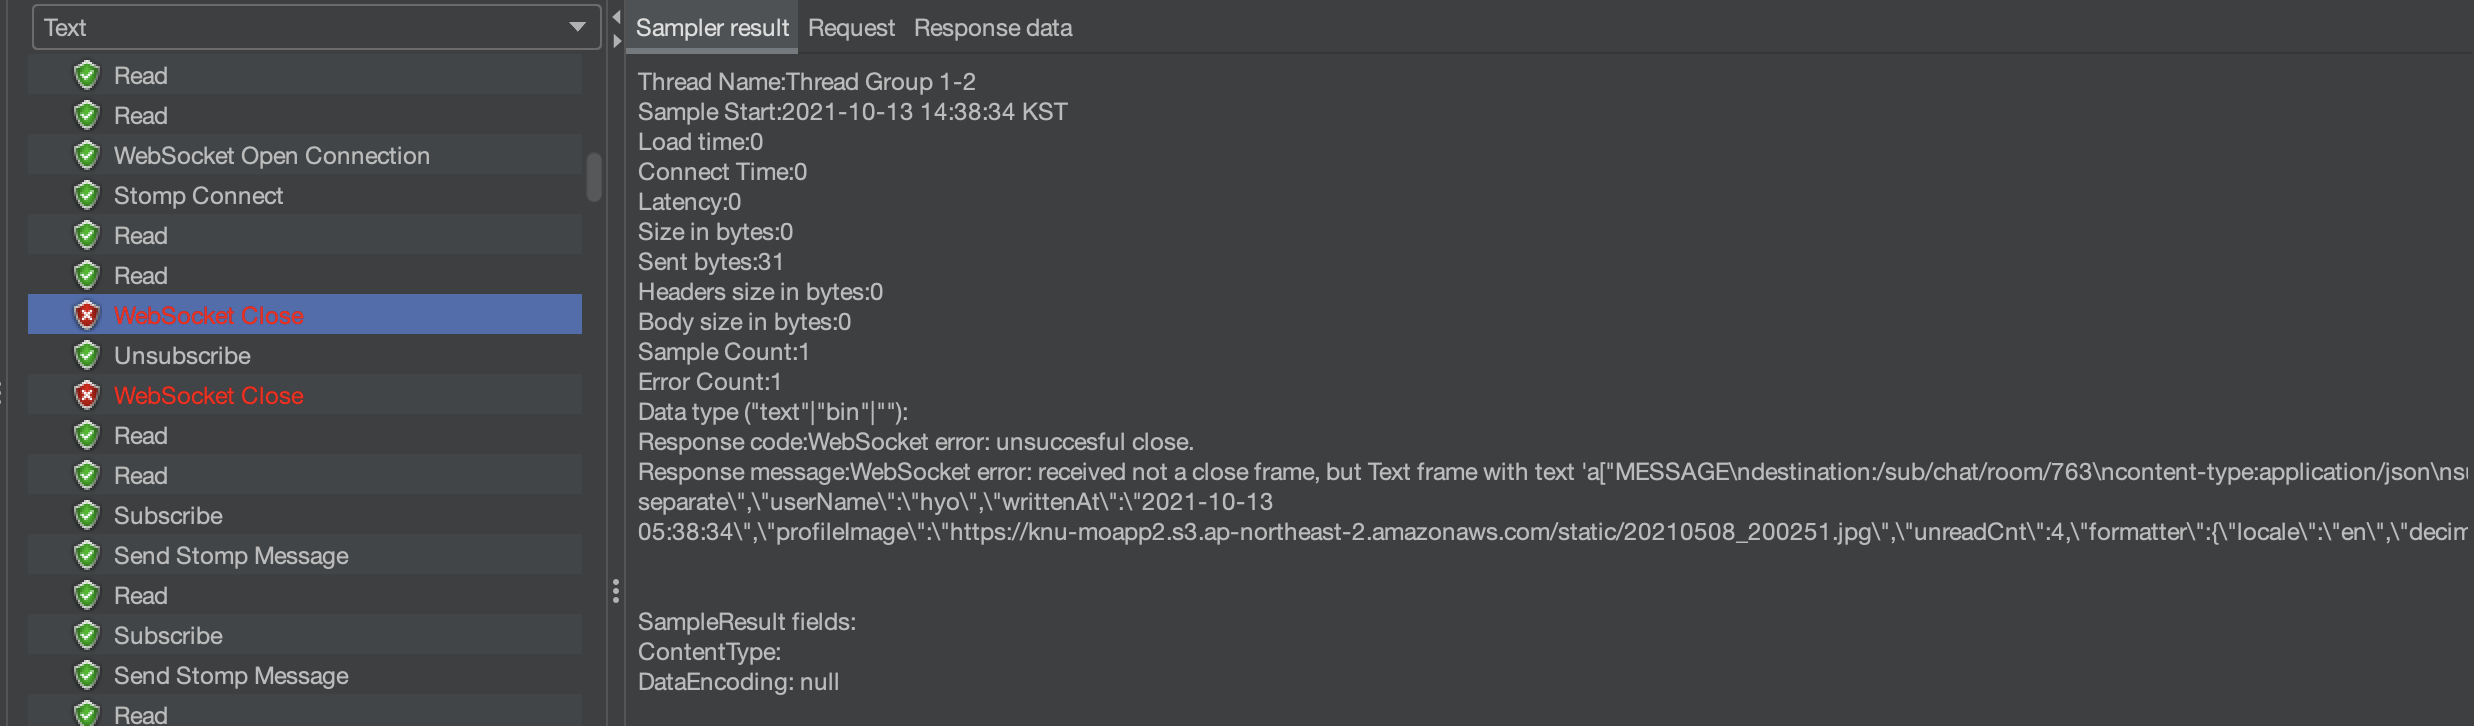 Text
Read
Read
WebSocket Open Connection
Stomp Connect
Read
Read
WebSocket Close
Unsubscribe
WebSocket Close
Read
Read
Subscribe
Send Stomp Message
Read
Subscribe
Send Stomp Message
Read
Sampler result Request Response data
Thread Name:Thread Group 1-2
Sample Start:2021-10-13 14:38:34 KST
Load time:0
Connect Time:0
Latency:0
Size in bytes:0
Sent bytes:31
Headers size in bytes:0
Body size in bytes:0
Sample Count:1
Error Count:1
Data type ("text"|"bin"|""):
Response code:WebSocket error: unsuccesful close.
Response message:WebSocket error: received not a close frame, but Text frame with text 'a["MESSAGE\ndestination:/sub/chat/room/763\ncontent-type:application/json\nsu
separate\",\"userName\":\"hyo\",\"writtenAt\":\"2021-10-13
05:38:34\",\"profileImage\":\"https://knu-moapp2.s3.ap-northeast-2.amazonaws.com/static/20210508_200251.jpg\",\"unreadCnt\":4,\"formatter\":{\"locale\":\"en\",\"decim
SampleResult fields:
ContentType:
DataEncoding: null